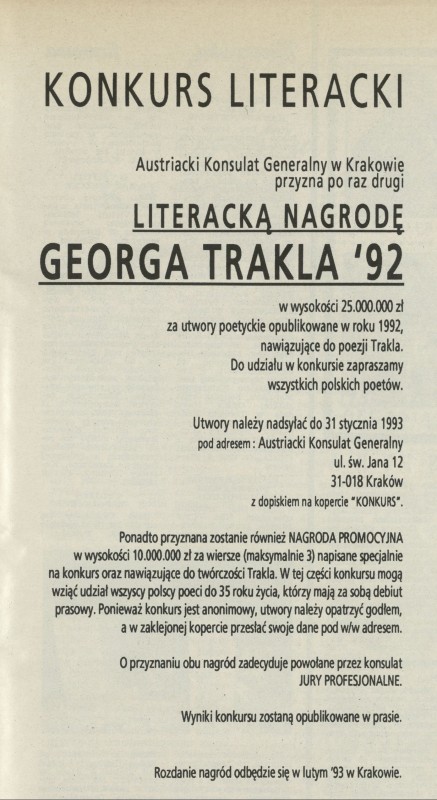 KONKURS LITERACKI
Austriacki Konsulat Generalny w Krakowie
przyzna po raz drugi
LITERACKĄ NAGRODĘ
GEORGA TRAKLA '92
w wysokości 25.000.000 zł
za utwory poetyckie opublikowane w roku 1992,
nawiązujące do poezji Trakla.
Do udziału w konkursie zapraszamy
wszystkich polskich poetów.
Utwory należy nadsyłać do 31 stycznia 1993
pod adresem : Austriacki Konsulat Generalny
ul. św. Jana 12
31-018 Kraków
z dopiskiem na kopercie "KONKURS".
Ponadto przyznana zostanie również NAGRODA PROMOCYJNA
w wysokości 10.000.000 zł za wiersze (maksymalnie 3) napisane specjalnie
na konkurs oraz nawiązujące do twórczości Trakla. W tej części konkursu mogą
wziąć udział wszyscy polscy poeci do 35 roku życia, którzy mają za sobą debiut
prasowy. Ponieważ konkurs jest anonimowy, utwory należy opatrzyć godłem,
a w zaklejonej kopercie przesłać swoje dane pod w/w adresem.
O przyznaniu obu nagród zadecyduje powołane przez konsulat
JURY PROFESJONALNE.
Wyniki konkursu zostaną opublikowane w prasie.
Rozdanie nagród odbędzie się w lutym '93 w Krakowie.